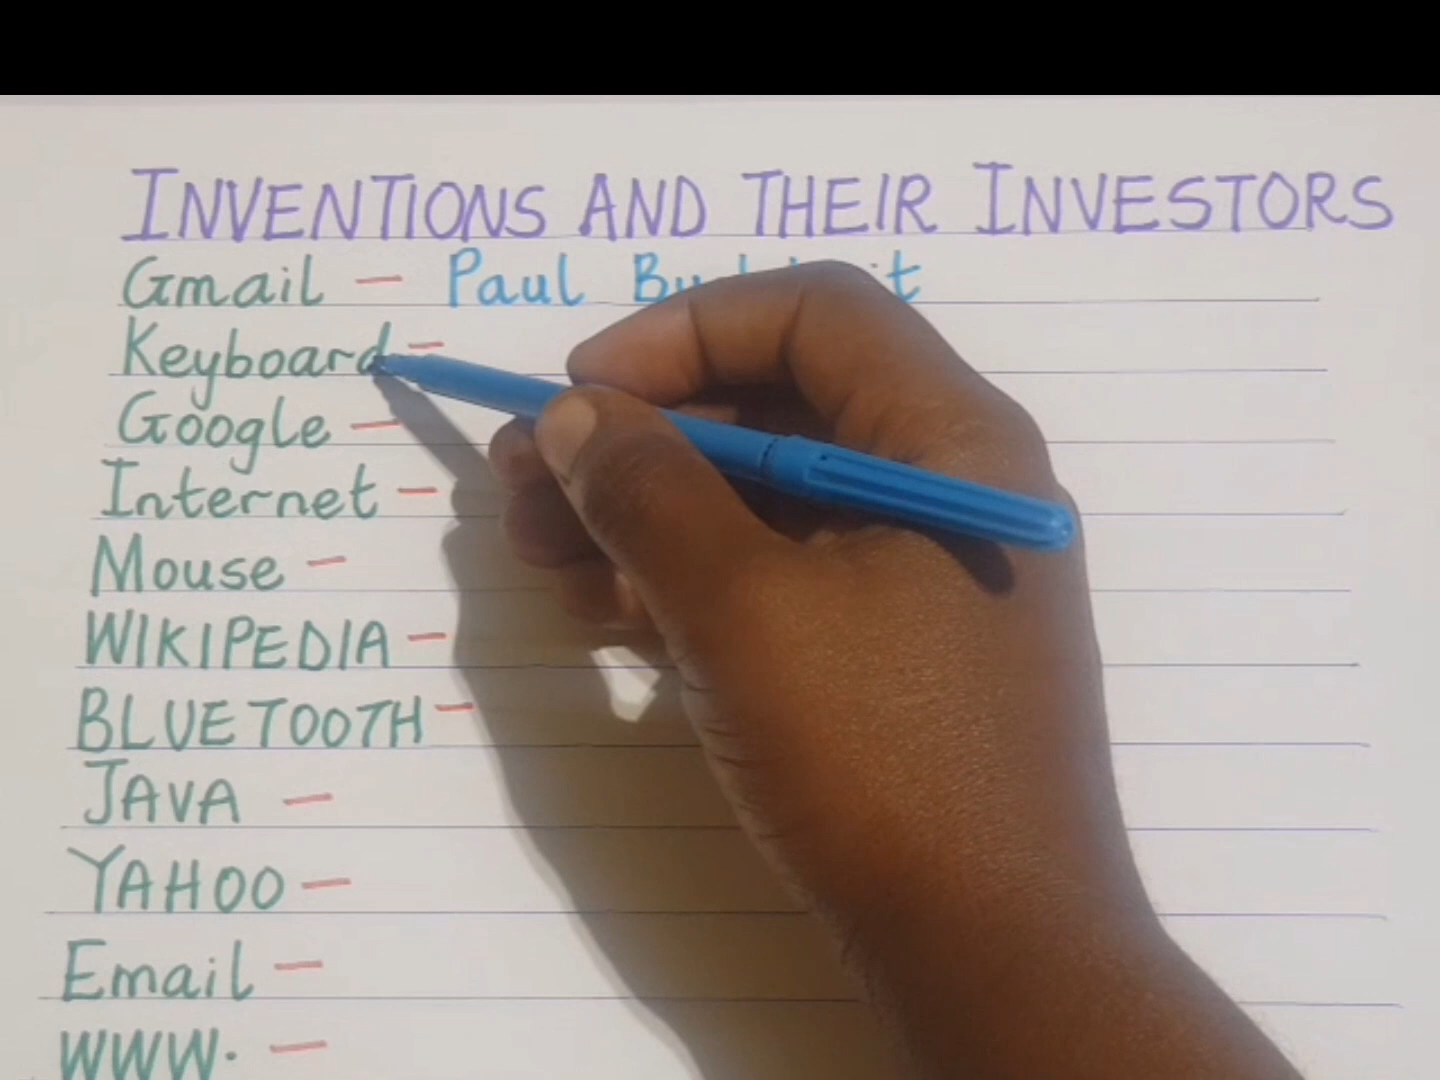 INVENTIONS AND THEIR INVESTORS
Gmail - Paul
Keyboard -
Google -
Internet -
Mouse -
WIKIPEDIA -
BLUETOOTH -
JAVA -
YAHOO -
Email -
WWW. -